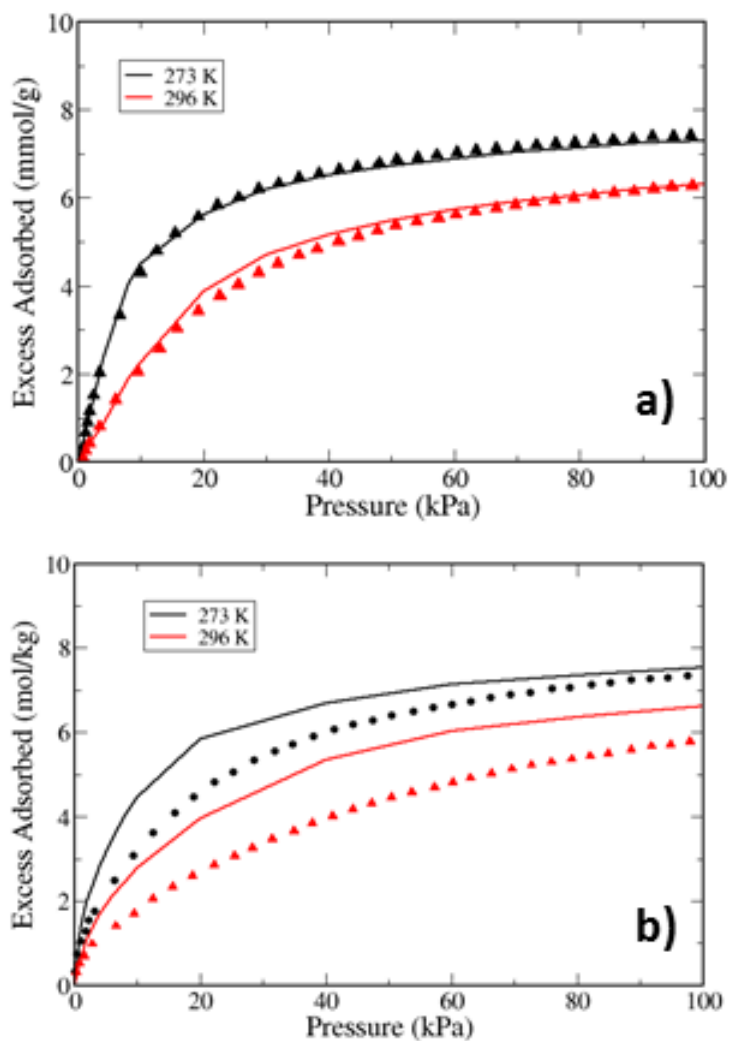 10
8
6
4
2
0
Excess Adsorbed (mmol/g)
273 K
296 K
a)
0 20 40 60 80 100
Pressure (kPa)
10
8
6
4
2
0
Excess Adsorbed (mol/kg)
273 K
296 K
b)
0 20 40 60 80 100
Pressure (kPa)